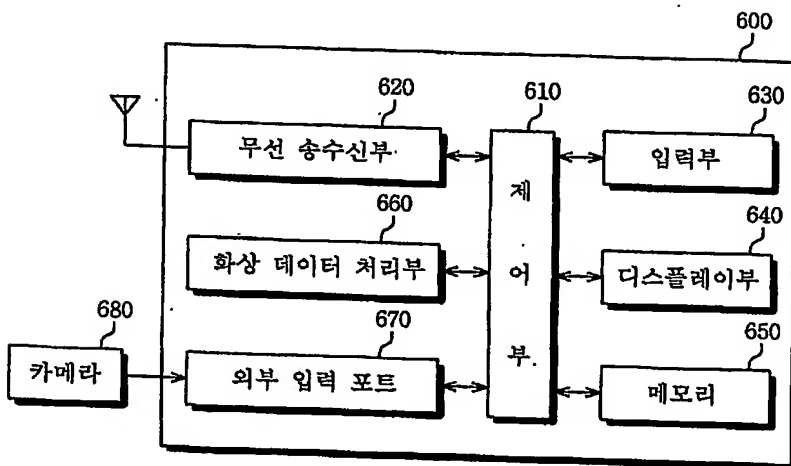 600
620
610
630
무선 송수신부
제어부
입력부
660
640
화상 데이터 처리부
디스플레이부
680
670
650
카메라
외부 입력 포트
메모리